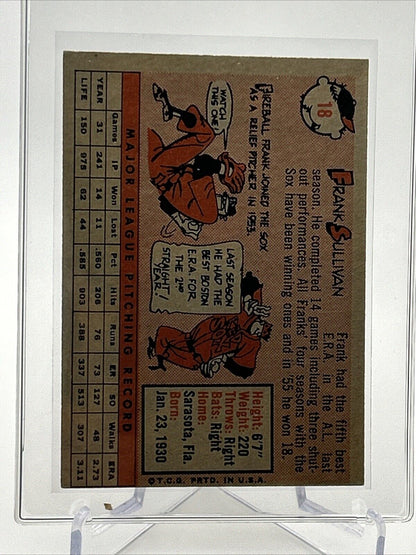 18
FRANK SULLIVAN
Frank had the fifth best
E.R.A. in the A.L. last
season. He completed 14 games including three shut-
out performances. All Franks' four seasons with the
Sox have been winning ones and in '55 he won 18.
FIREBALL FRANK JOINED THE SOX
AS A RELIEF PITCHER IN 1953.
WATCH
THIS ONE!
LAST SEASON
HE HAD THE
BEST BOSTON
E.R.A. FOR
THE 2ND
STRAIGHT
YEAR!
Height: 6'7"
Weight: 220
Throws: Right
Bats: Right
Home:
Sarasota, Fla.
Born:
Jan. 23, 1930
MAJOR LEAGUE PITCHING RECORD
Games IP Won Lost Pct Hits Runs ER SO Walks ERA
YEAR 31 241 14 11 .560 206 76 73 127 48 2.73
LIFE 150 975 62 44 .585 903 388 337 513 307 3.11
©T.C.G. PRTD. IN U.S.A.